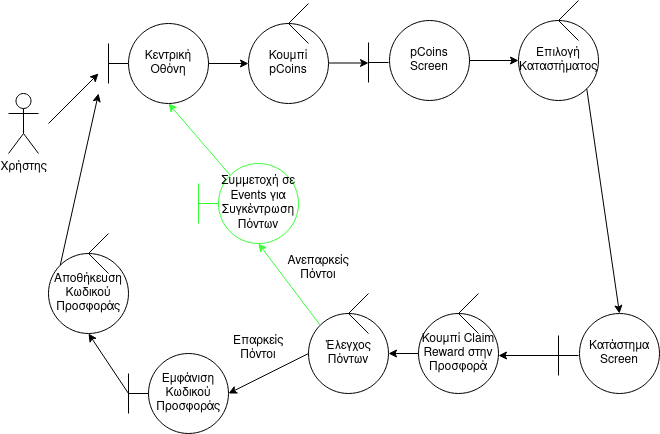 Κεντρική
Οθόνη
Κουμπί
pCoins
pCoins
Screen
Επιλογή
Καταστήματος
Χρήστης
Συμμετοχή σε
Events για
Συγκέντρωση
Πόντων
Ανεπαρκείς
Πόντοι
Αποθήκευση
Κωδικού
Προσφοράς
Επαρκείς
Πόντοι
Έλεγχος
Πόντων
Κουμπί Claim
Reward στην
Προσφορά
Κατάστημα
Screen
Εμφάνιση
Κωδικού
Προσφοράς